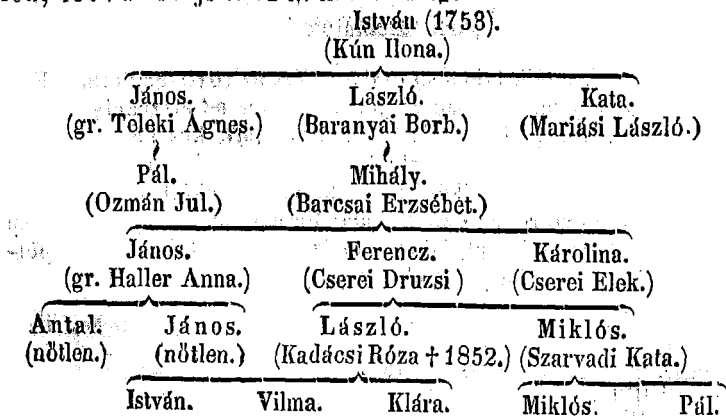 István (1753).
(Kún Ilona.)
János. László. Kata.
(gr. Teleki Ágnes.) (Baranyai Borb.) (Mariási László.)
Pál. Mihály.
(Ozmán Jul.) (Barcsai Erzsébet.)
János. Ferencz. Károlina.
(gr. Haller Anna.) (Cserei Druzsi) (Cserei Elek.)
Antal. János. László. Miklós.
(nőtlen.) (nőtlen.) (Kadácsi Róza † 1852.) (Szarvadi Kata.)
István. Vilma. Klára. Miklós. Pál.